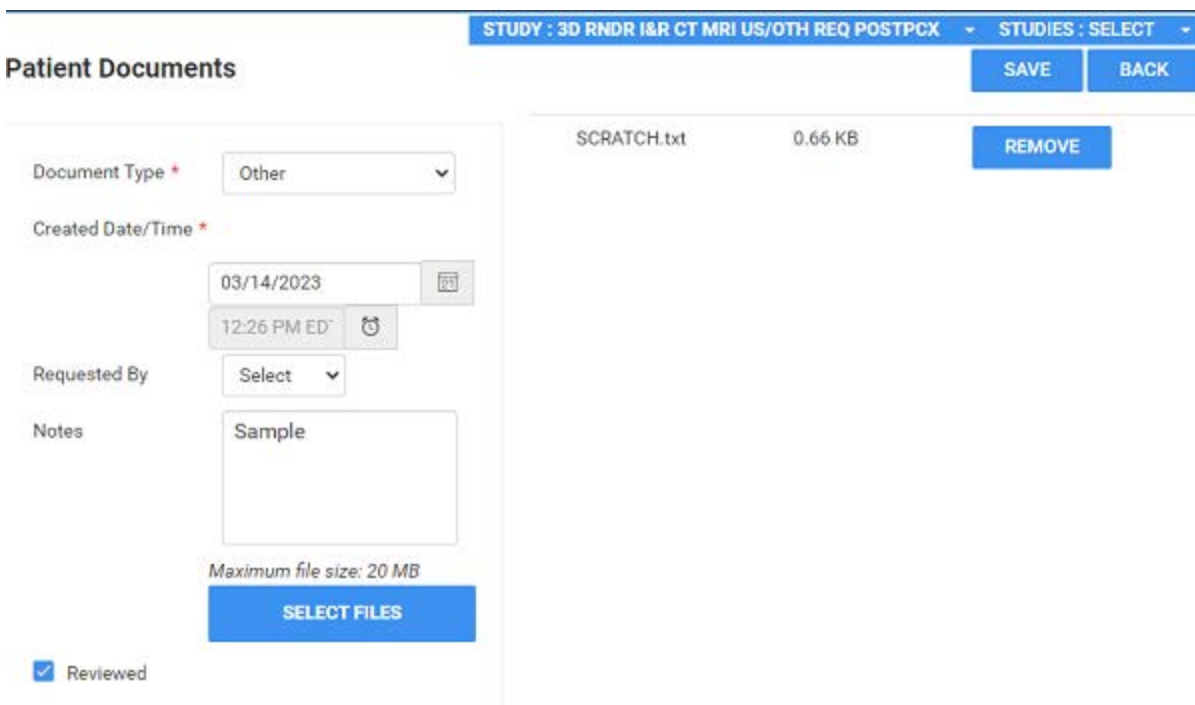 STUDY : 3D RNDR I&R CT MRI US/OTH REQ POSTPCX STUDIES : SELECT
Patient Documents
SAVE BACK
SCRATCH.txt 0.66 KB REMOVE
Document Type * Other
Created Date/Time *
03/14/2023
12:26 PM ED
Requested By Select
Notes Sample
Maximum file size: 20 MB
SELECT FILES
Reviewed